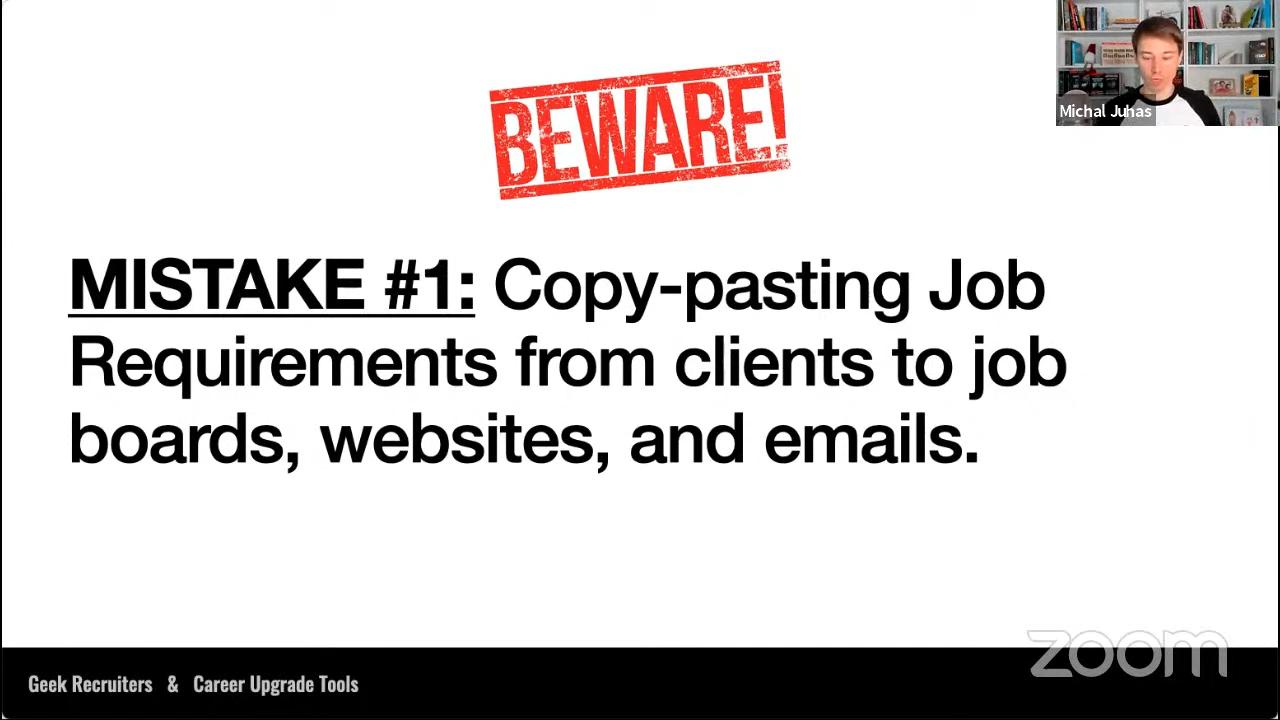 BEWARE!
Michal Juhas
MISTAKE #1: Copy-pasting Job
Requirements from clients to job
boards, websites, and emails.
zoom
Geek Recruiters & Career Upgrade Tools